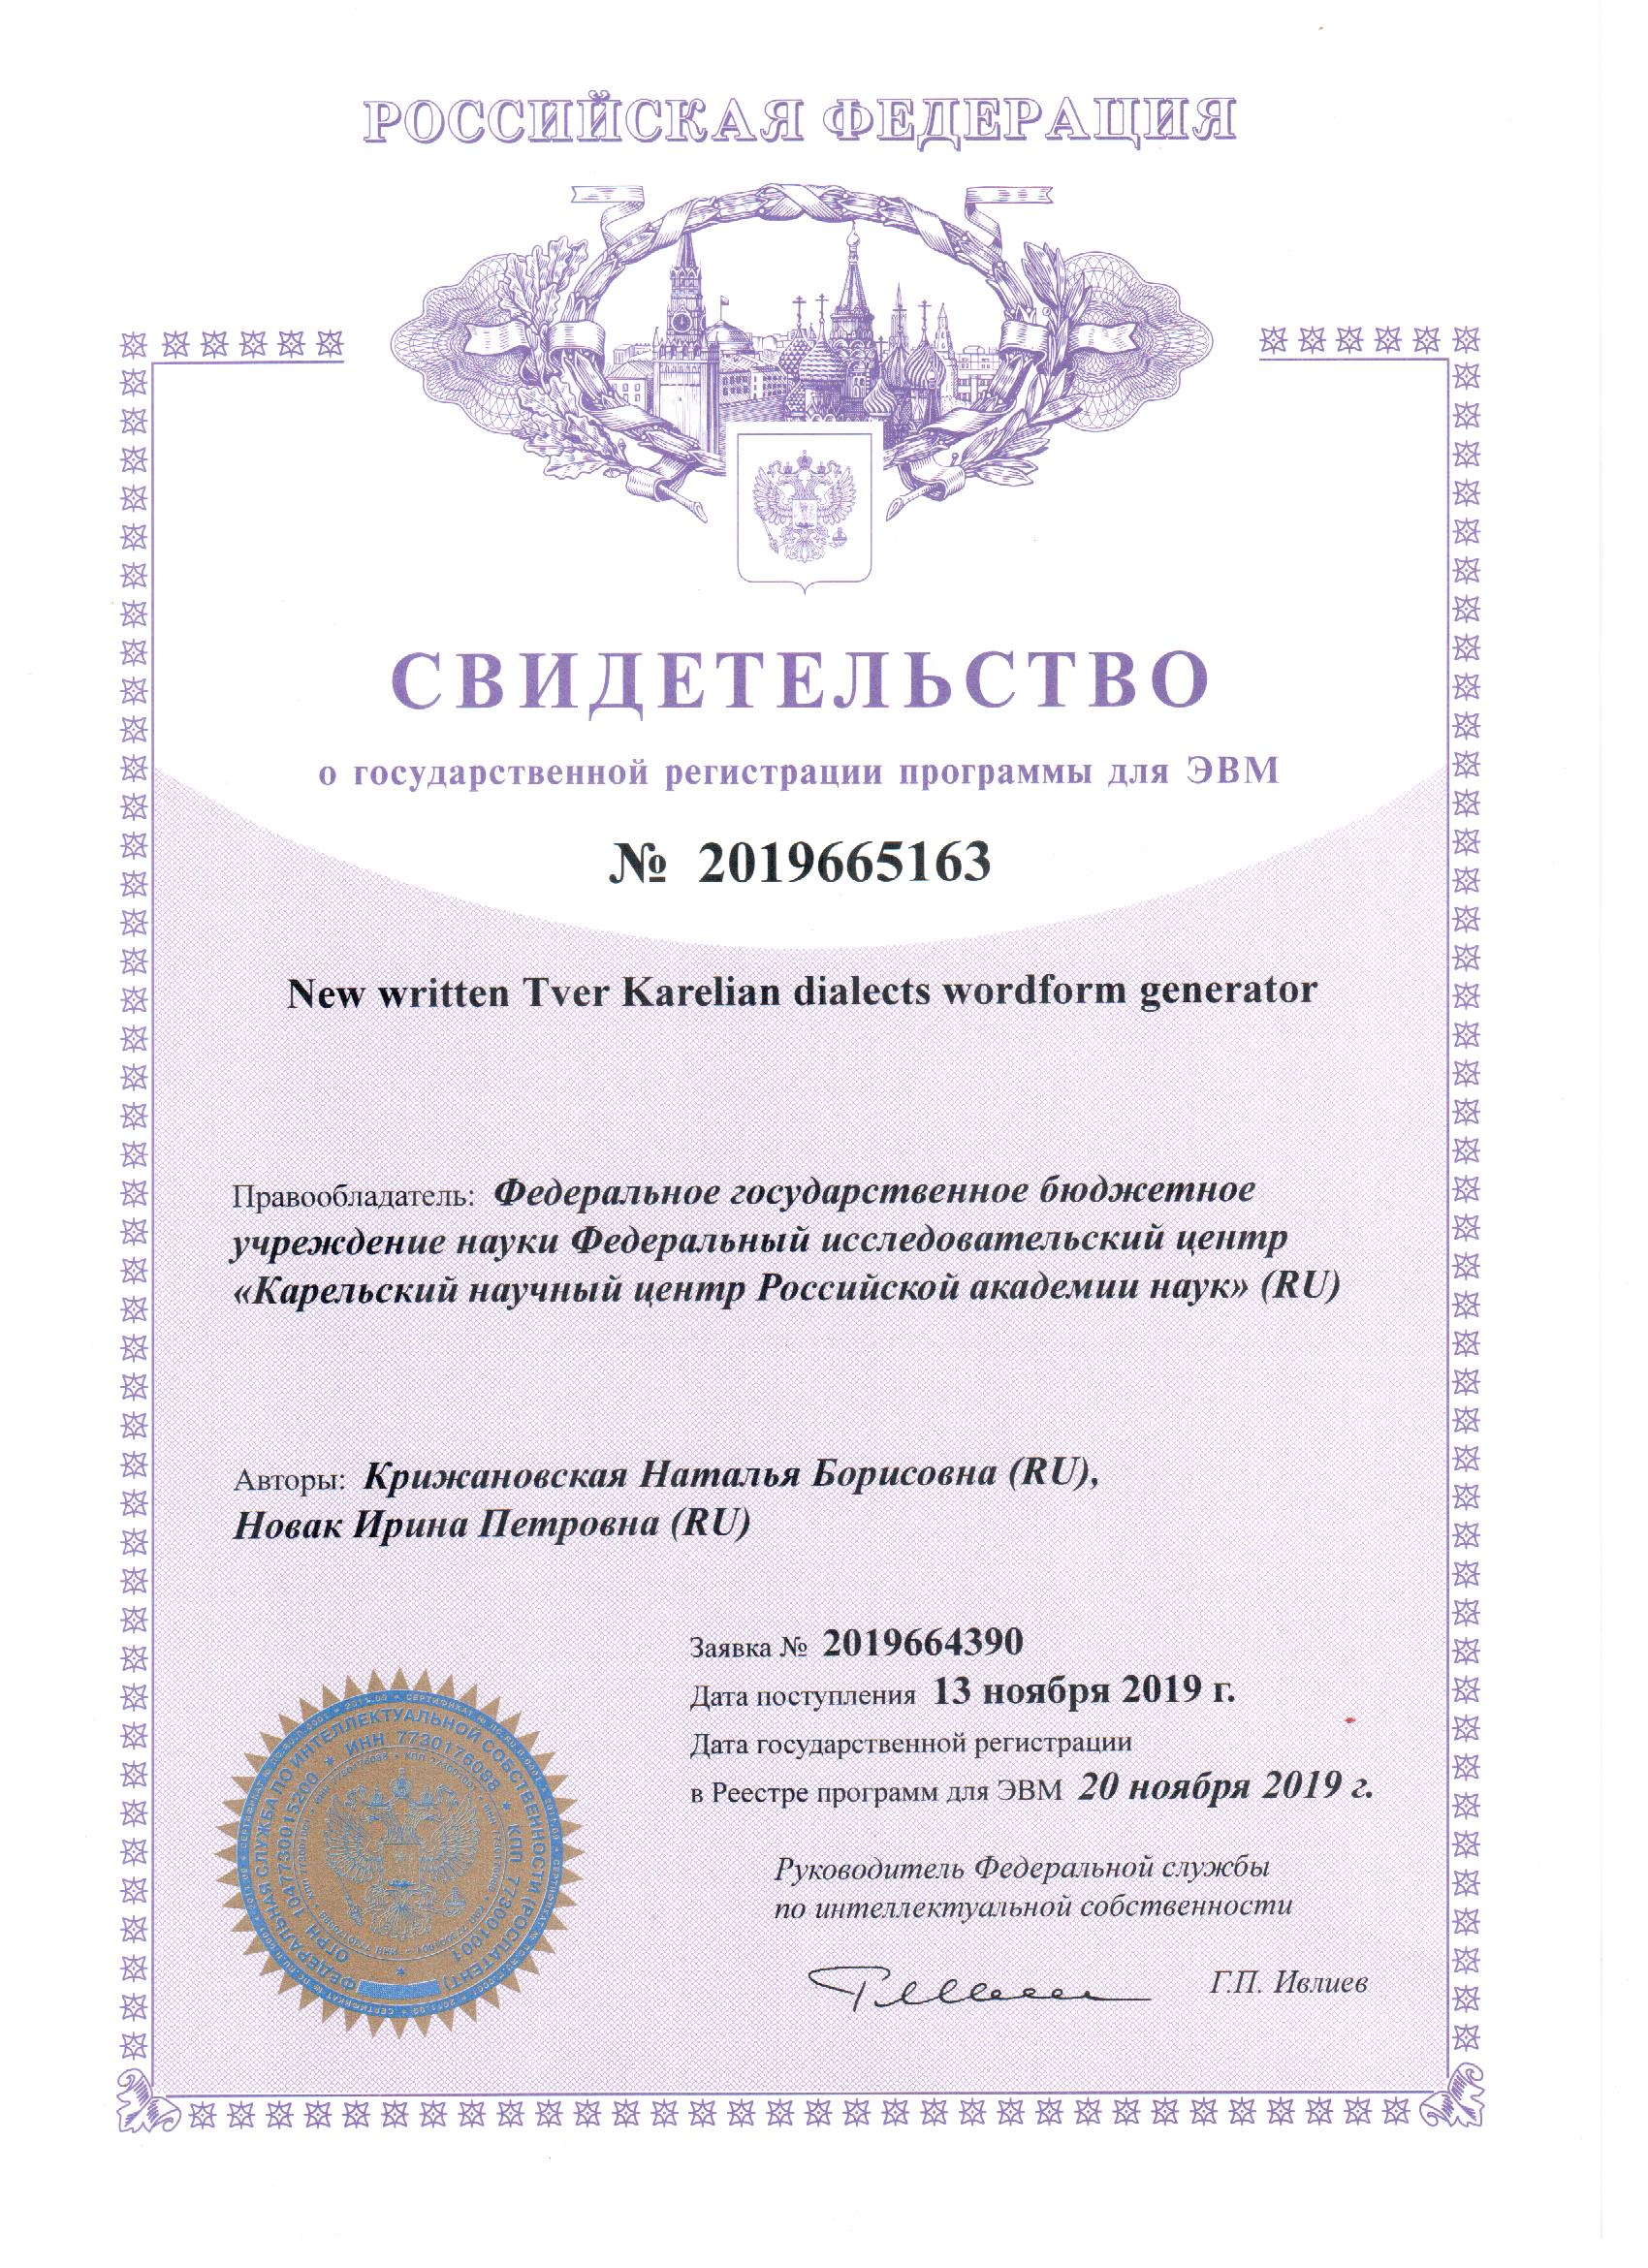 РОССИЙСКАЯ ФЕДЕРАЦИЯ
СВИДЕТЕЛЬСТВО
о государственной регистрации программы для ЭВМ
№ 2019665163
New written Tver Karelian dialects wordform generator
Правообладатель: Федеральное государственное бюджетное
учреждение науки Федеральный исследовательский центр
«Карельский научный центр Российской академии наук» (RU)
Авторы: Крижановская Наталья Борисовна (RU),
Новак Ирина Петровна (RU)
Заявка № 2019664390
Дата поступления 13 ноября 2019 г.
Дата государственной регистрации
в Реестре программ для ЭВМ 20 ноября 2019 г.
Руководитель Федеральной службы
по интеллектуальной собственности
Г.П. Ивлиев
ФЕДЕРАЛЬНАЯ СЛУЖБА ПО ИНТЕЛЛЕКТУАЛЬНОЙ СОБСТВЕННОСТИ (РОСПАТЕНТ)
ОГРН 1047730015200 * ИНН 7730176088 * КПП 773001001